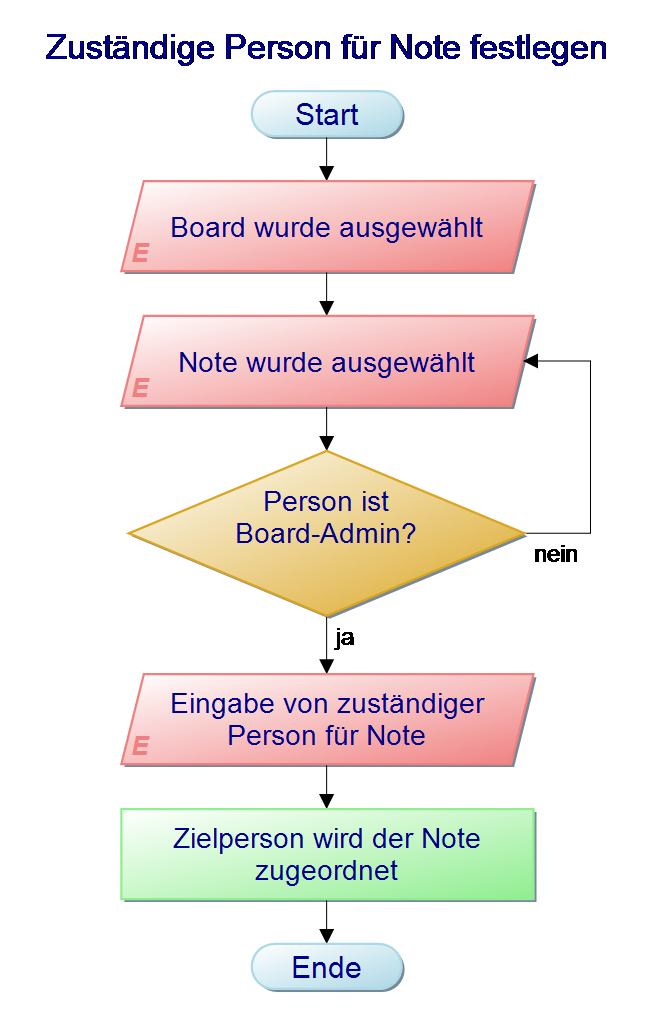 Zuständige Person für Note festlegen
Start
Board wurde ausgewählt
E
Note wurde ausgewählt
E
Person ist
Board-Admin?
nein
ja
Eingabe von zuständiger
Person für Note
E
Zielperson wird der Note
zugeordnet
Ende